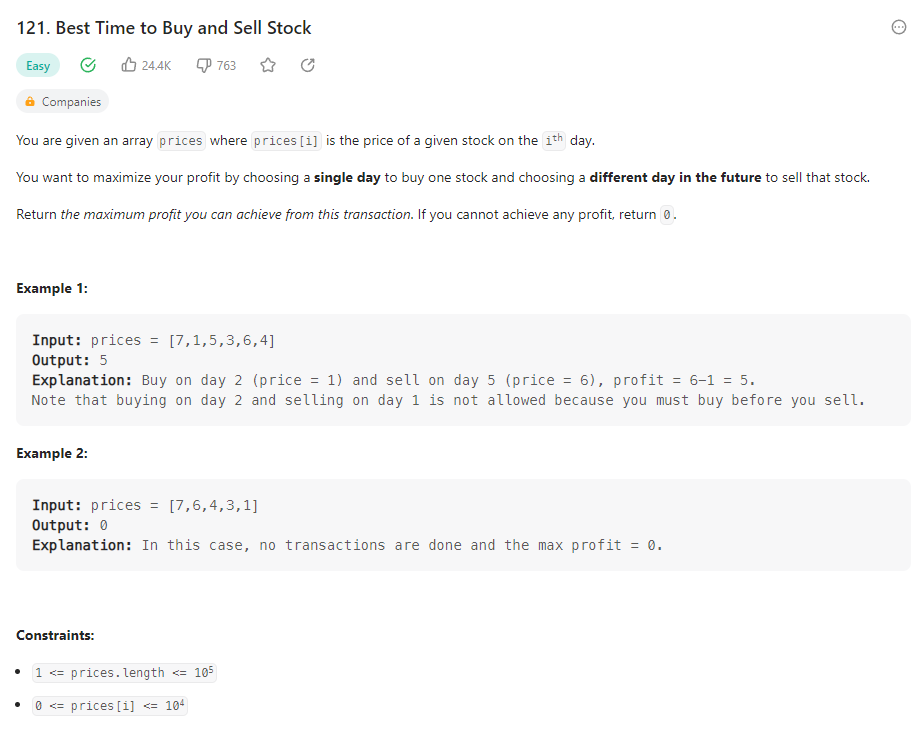 121. Best Time to Buy and Sell Stock
Easy 24.4K 763
Companies
You are given an array prices where prices[i] is the price of a given stock on the ith day.
You want to maximize your profit by choosing a single day to buy one stock and choosing a different day in the future to sell that stock.
Return the maximum profit you can achieve from this transaction. If you cannot achieve any profit, return 0.
Example 1:
Input: prices = [7,1,5,3,6,4]
Output: 5
Explanation: Buy on day 2 (price = 1) and sell on day 5 (price = 6), profit = 6-1 = 5.
Note that buying on day 2 and selling on day 1 is not allowed because you must buy before you sell.
Example 2:
Input: prices = [7,6,4,3,1]
Output: 0
Explanation: In this case, no transactions are done and the max profit = 0.
Constraints:
• 1 <= prices.length <= 10⁵
• 0 <= prices[i] <= 10⁴